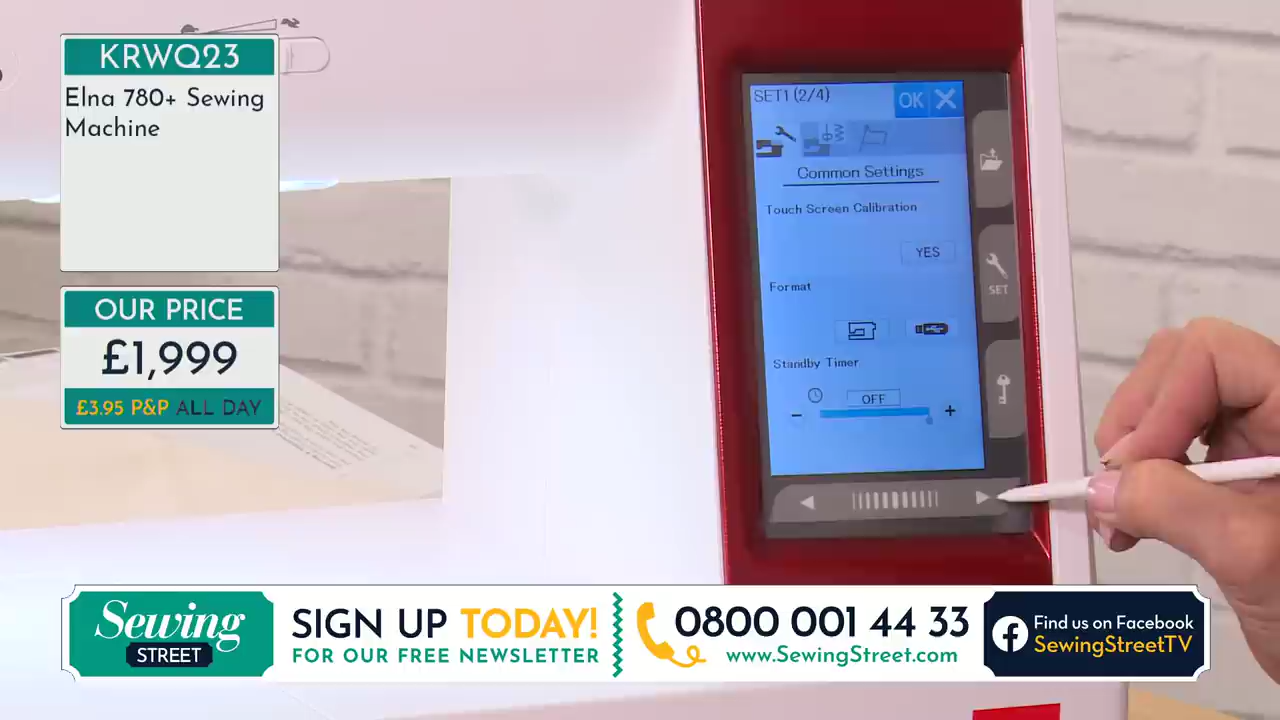 KRWQ23
Elna 780+ Sewing
Machine
OUR PRICE
£1,999
£3.95 P&P ALL DAY
SET1 (2/4)
OK
Common Settings
Touch Screen Calibration
YES
Format
Standby Timer
OFF
- +
SET
Sewing
STREET
SIGN UP TODAY!
FOR OUR FREE NEWSLETTER
0800 001 44 33
www.SewingStreet.com
Find us on Facebook
SewingStreetTV